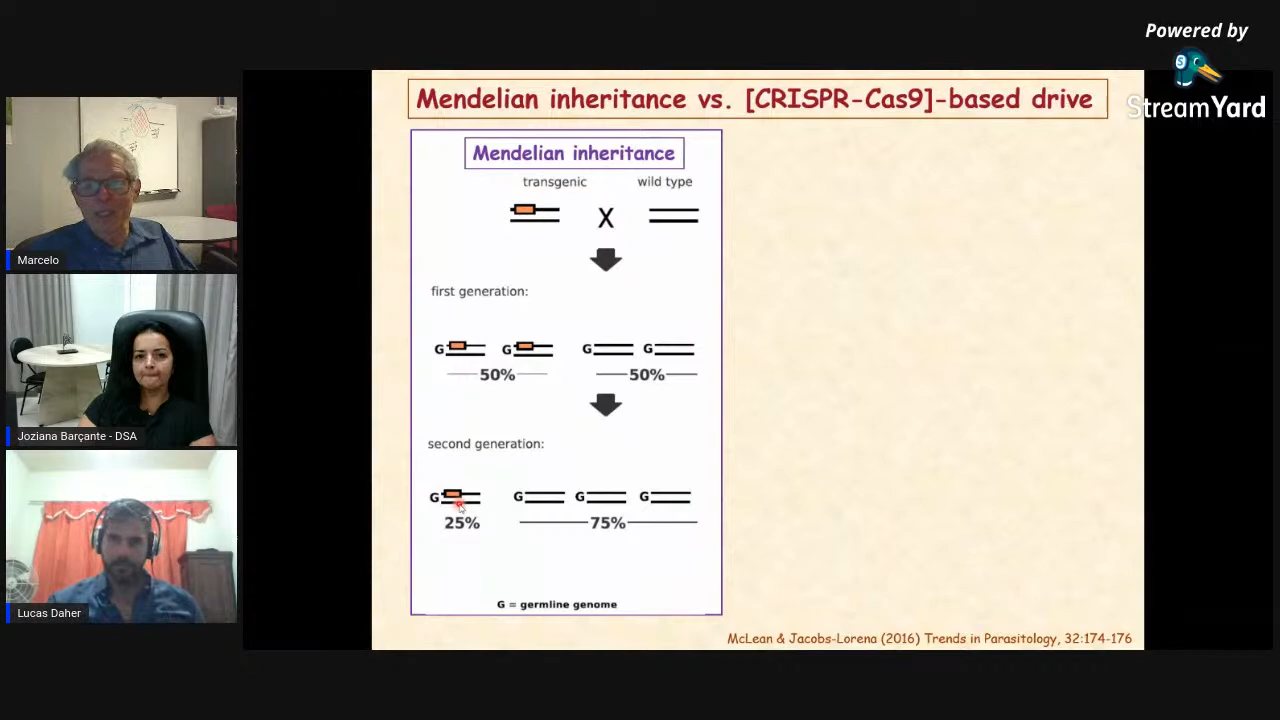 Powered by
StreamYard
Mendelian inheritance vs. [CRISPR-Cas9]-based drive
Mendelian inheritance
transgenic wild type
X
first generation:
G G G G
50% 50%
second generation:
G G G G
25% 75%
G = germline genome
McLean & Jacobs-Lorena (2016) Trends in Parasitology, 32:174-176
Marcelo
Joziana Barçante - DSA
Lucas Daher